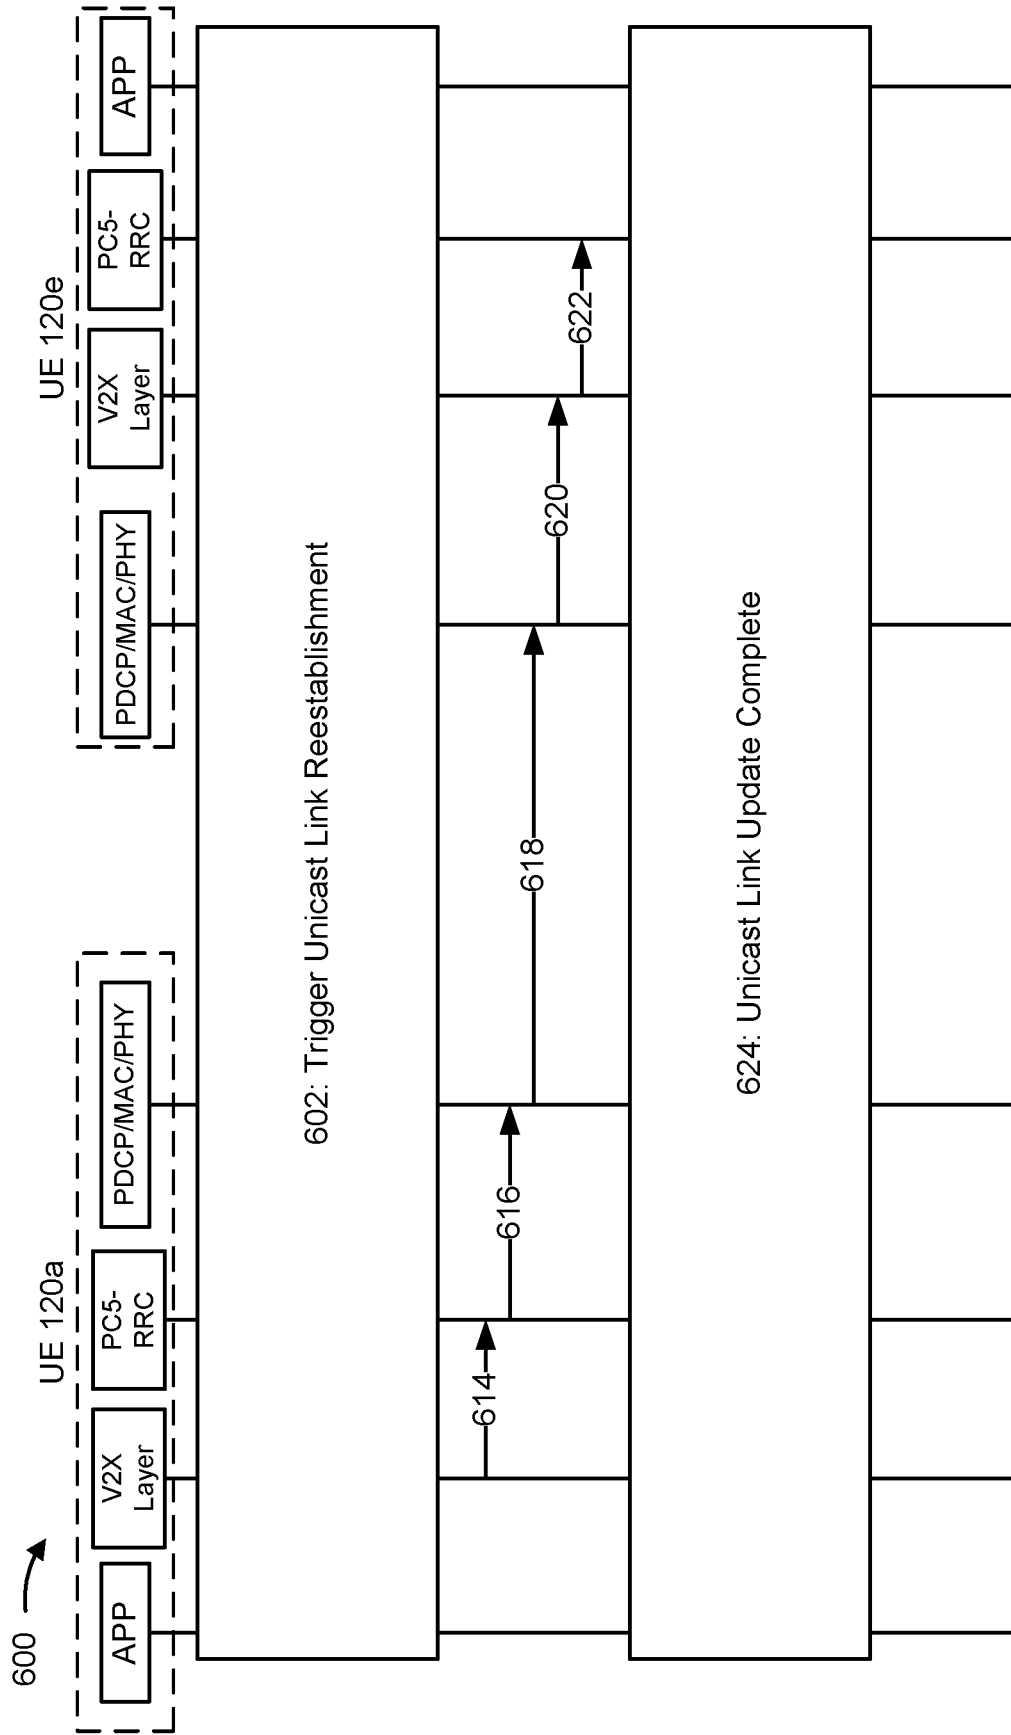 600
UE 120a
UE 120e
APP
V2X
Layer
PC5-
RRC
PDCP/MAC/PHY
PDCP/MAC/PHY
V2X
Layer
PC5-
RRC
APP
602: Trigger Unicast Link Reestablishment
614
616
618
620
622
624: Unicast Link Update Complete